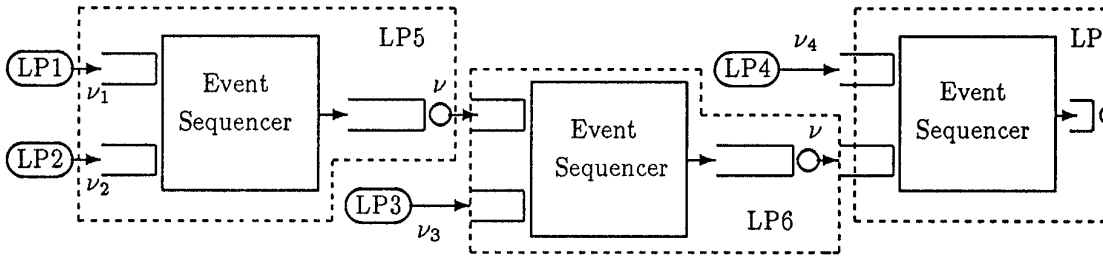 LP5
LP
LP1
ν₁
Event
Sequencer
ν
ν₄
LP4
Event
Sequencer
LP2
ν₂
Event
Sequencer
ν
LP3
ν₃
LP6